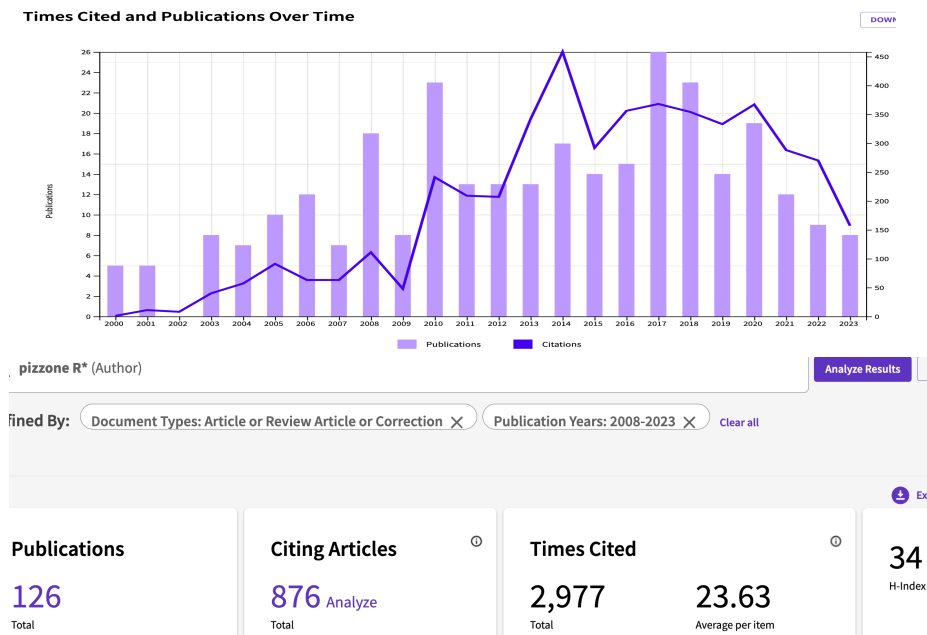 Times Cited and Publications Over Time
DOWN
26
24
22
20
18
16
14
12
10
8
6
4
2
0
Publications
450
400
350
300
250
200
150
100
50
0
2000 2001 2002 2003 2004 2005 2006 2007 2008 2009 2010 2011 2012 2013 2014 2015 2016 2017 2018 2019 2020 2021 2022 2023
Publications Citations
pizzone R* (Author)
Analyze Results
fined By: Document Types: Article or Review Article or Correction Publication Years: 2008-2023 Clear all
Ex
Publications Citing Articles Times Cited
126 876 Analyze 2,977 23.63 34
Total Total Total Average per item H-Index